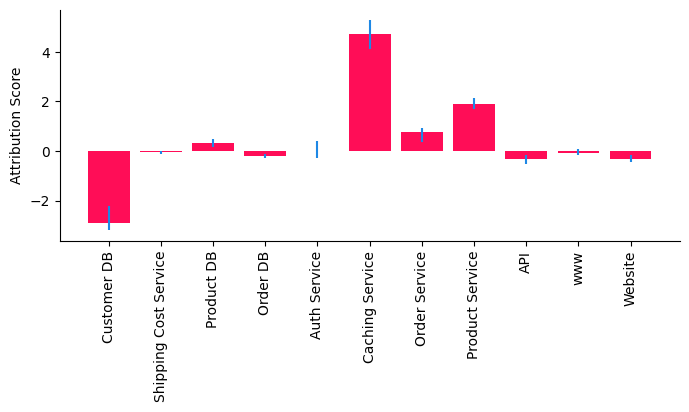 Attribution Score
4
2
0
−2
Customer DB
Shipping Cost Service
Product DB
Order DB
Auth Service
Caching Service
Order Service
Product Service
API
www
Website